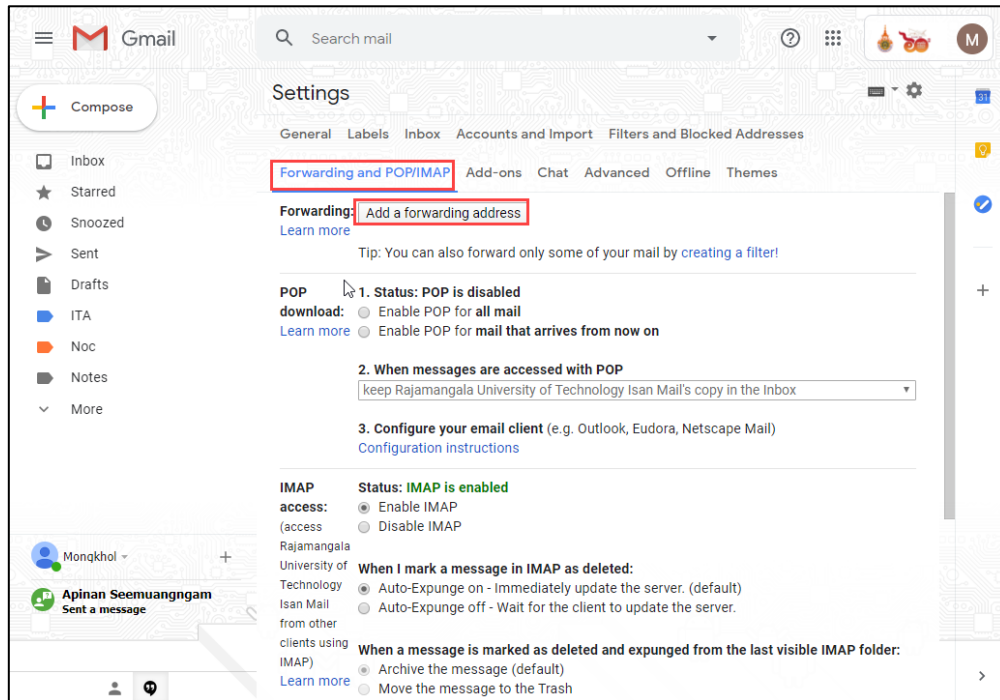 Gmail
Search mail
M
Compose
Settings
31
General Labels Inbox Accounts and Import Filters and Blocked Addresses
Forwarding and POP/IMAP Add-ons Chat Advanced Offline Themes
Inbox
Starred
Snoozed
Sent
Drafts
ITA
Noc
Notes
More
Forwarding: Add a forwarding address
Learn more
Tip: You can also forward only some of your mail by creating a filter!
POP 1. Status: POP is disabled
download: Enable POP for all mail
Learn more Enable POP for mail that arrives from now on
2. When messages are accessed with POP
keep Rajamangala University of Technology Isan Mail's copy in the Inbox
3. Configure your email client (e.g. Outlook, Eudora, Netscape Mail)
Configuration instructions
IMAP Status: IMAP is enabled
access: Enable IMAP
(access Disable IMAP
Rajamangala
University of When I mark a message in IMAP as deleted:
Technology Auto-Expunge on - Immediately update the server. (default)
Isan Mail Auto-Expunge off - Wait for the client to update the server.
from other
clients using When a message is marked as deleted and expunged from the last visible IMAP folder:
IMAP) Archive the message (default)
Learn more Move the message to the Trash
Mongkhol
Apinan Seemuangngam
Sent a message